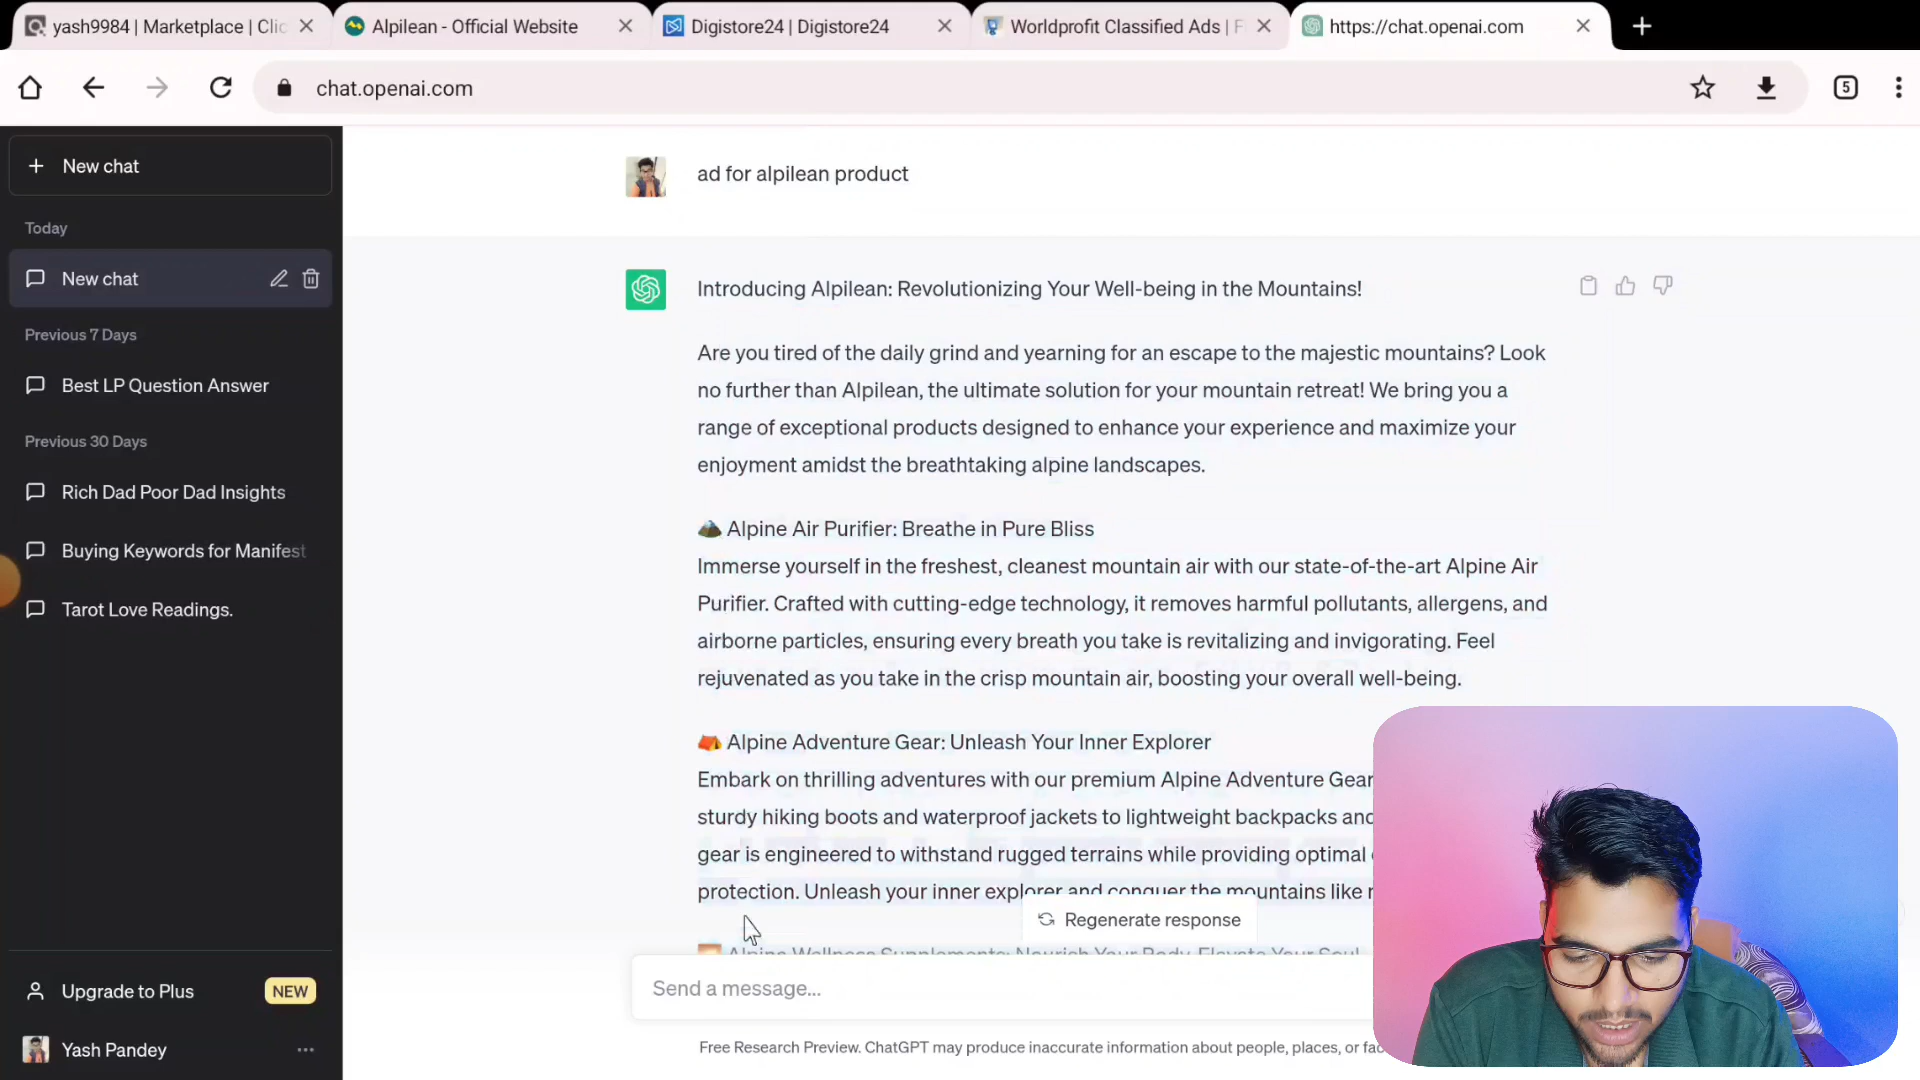 yash9984 | Marketplace | Clic
Alpilean - Official Website
Digistore24 | Digistore24
Worldprofit Classified Ads | F
https://chat.openai.com
chat.openai.com
5
New chat
Today
New chat
Previous 7 Days
Best LP Question Answer
Previous 30 Days
Rich Dad Poor Dad Insights
Buying Keywords for Manifest
Tarot Love Readings.
Upgrade to Plus
NEW
Yash Pandey
ad for alpilean product
Introducing Alpilean: Revolutionizing Your Well-being in the Mountains!
Are you tired of the daily grind and yearning for an escape to the majestic mountains? Look
no further than Alpilean, the ultimate solution for your mountain retreat! We bring you a
range of exceptional products designed to enhance your experience and maximize your
enjoyment amidst the breathtaking alpine landscapes.
🏔️ Alpine Air Purifier: Breathe in Pure Bliss
Immerse yourself in the freshest, cleanest mountain air with our state-of-the-art Alpine Air
Purifier. Crafted with cutting-edge technology, it removes harmful pollutants, allergens, and
airborne particles, ensuring every breath you take is revitalizing and invigorating. Feel
rejuvenated as you take in the crisp mountain air, boosting your overall well-being.
⛺ Alpine Adventure Gear: Unleash Your Inner Explorer
Embark on thrilling adventures with our premium Alpine Adventure Gear
sturdy hiking boots and waterproof jackets to lightweight backpacks and
gear is engineered to withstand rugged terrains while providing optimal
protection. Unleash your inner explorer and conquer the mountains like
Alpine Wellness Supplements: Nourish Your Body, Elevate Your Soul
Regenerate response
Send a message...
Free Research Preview. ChatGPT may produce inaccurate information about people, places, or